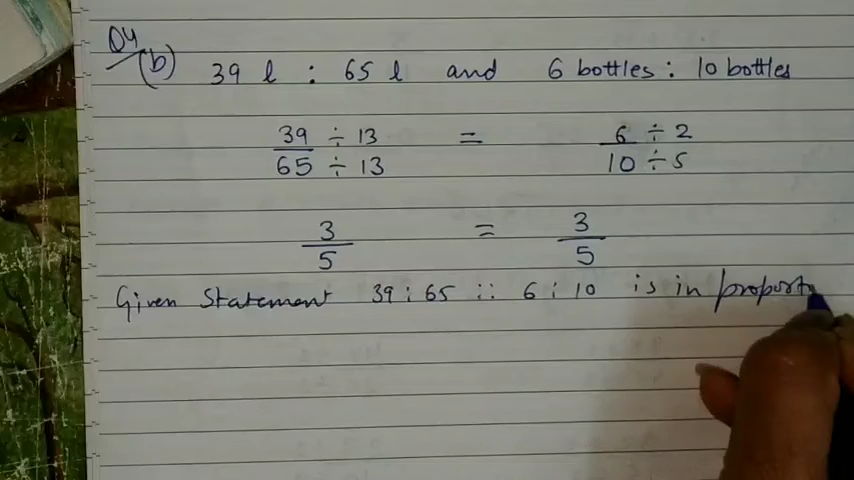 Q4
(b) 39 l : 65 l and 6 bottles : 10 bottles
39 ÷ 13 = 6 ÷ 2
65 ÷ 13 10 ÷ 5
3 = 3
5 5
Given Statement 39 : 65 :: 6 : 10 is in proport